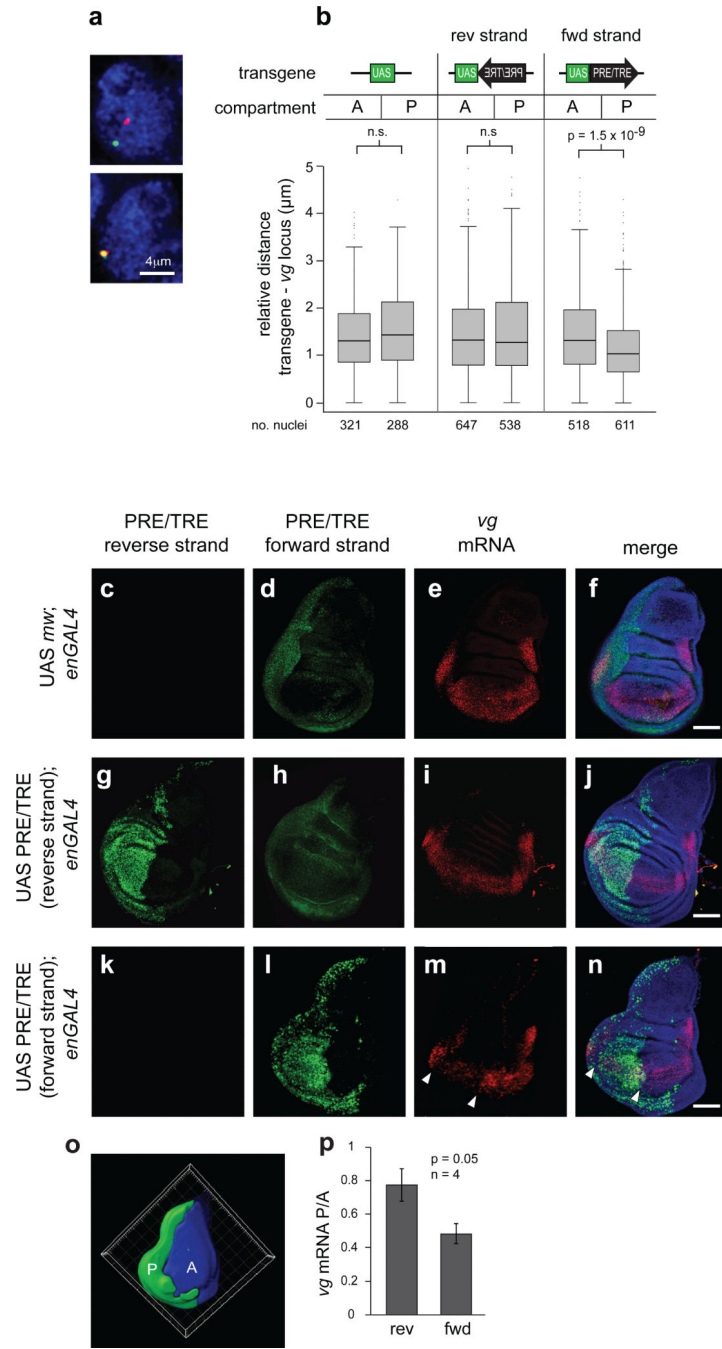 a
4µm
b
rev strand
fwd strand
transgene
UAS
UAS
PRE/TRE
UAS
PRE/TRE
compartment
A
P
A
P
A
P
n.s.
n.s
p = 1.5 x 10-9
relative distance
transgene - vg locus (µm)
5
4
3
2
1
0
no. nuclei
321
288
647
538
518
611
PRE/TRE
reverse strand
PRE/TRE
forward strand
vg
mRNA
merge
UAS mw;
enGAL4
c
d
e
f
UAS PRE/TRE
(reverse strand);
enGAL4
g
h
i
j
UAS PRE/TRE
(forward strand);
enGAL4
k
l
m
n
o
P
A
p
p = 0.05
n = 4
vg mRNA P/A
1
0.8
0.6
0.4
0.2
0
rev
fwd